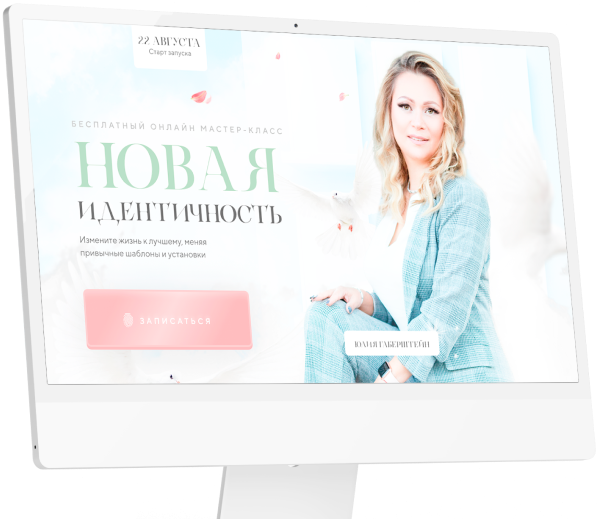 22 АВГУСТА
Старт запуска
БЕСПЛАТНЫЙ ОНЛАЙН МАСТЕР-КЛАСС
НОВАЯ
ИДЕНТИЧНОСТЬ
Измените жизнь к лучшему, меняя
привычные шаблоны и установки
ЗАПИСАТЬСЯ
ЮЛИЯ ГАБЕРШТЕЙН